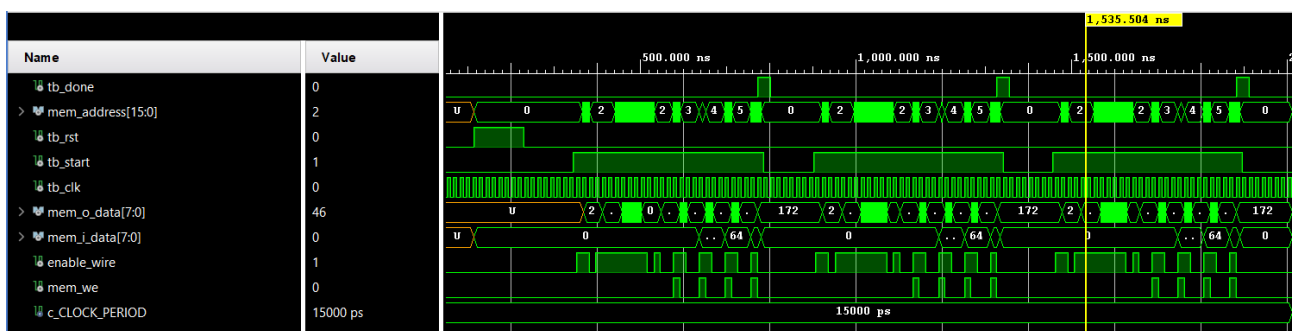 1,535.504 ns
Name Value 500.000 ns 1,000.000 ns 1,500.000 ns 2
tb_done 0
mem_address[15:0] 2 U 0 2 2 3 4 5 0 2 2 3 4 5 0 2 2 3 4 5 0
tb_rst 0
tb_start 1
tb_clk 0
mem_o_data[7:0] 46 U 2 . 0 . . . . 172 2 . . . . . 172 2 . . . . . 172
mem_i_data[7:0] 0 U 0 .. 64 0 .. 64 0 .. 64 0
enable_wire 1
mem_we 0
c_CLOCK_PERIOD 15000 ps 15000 ps